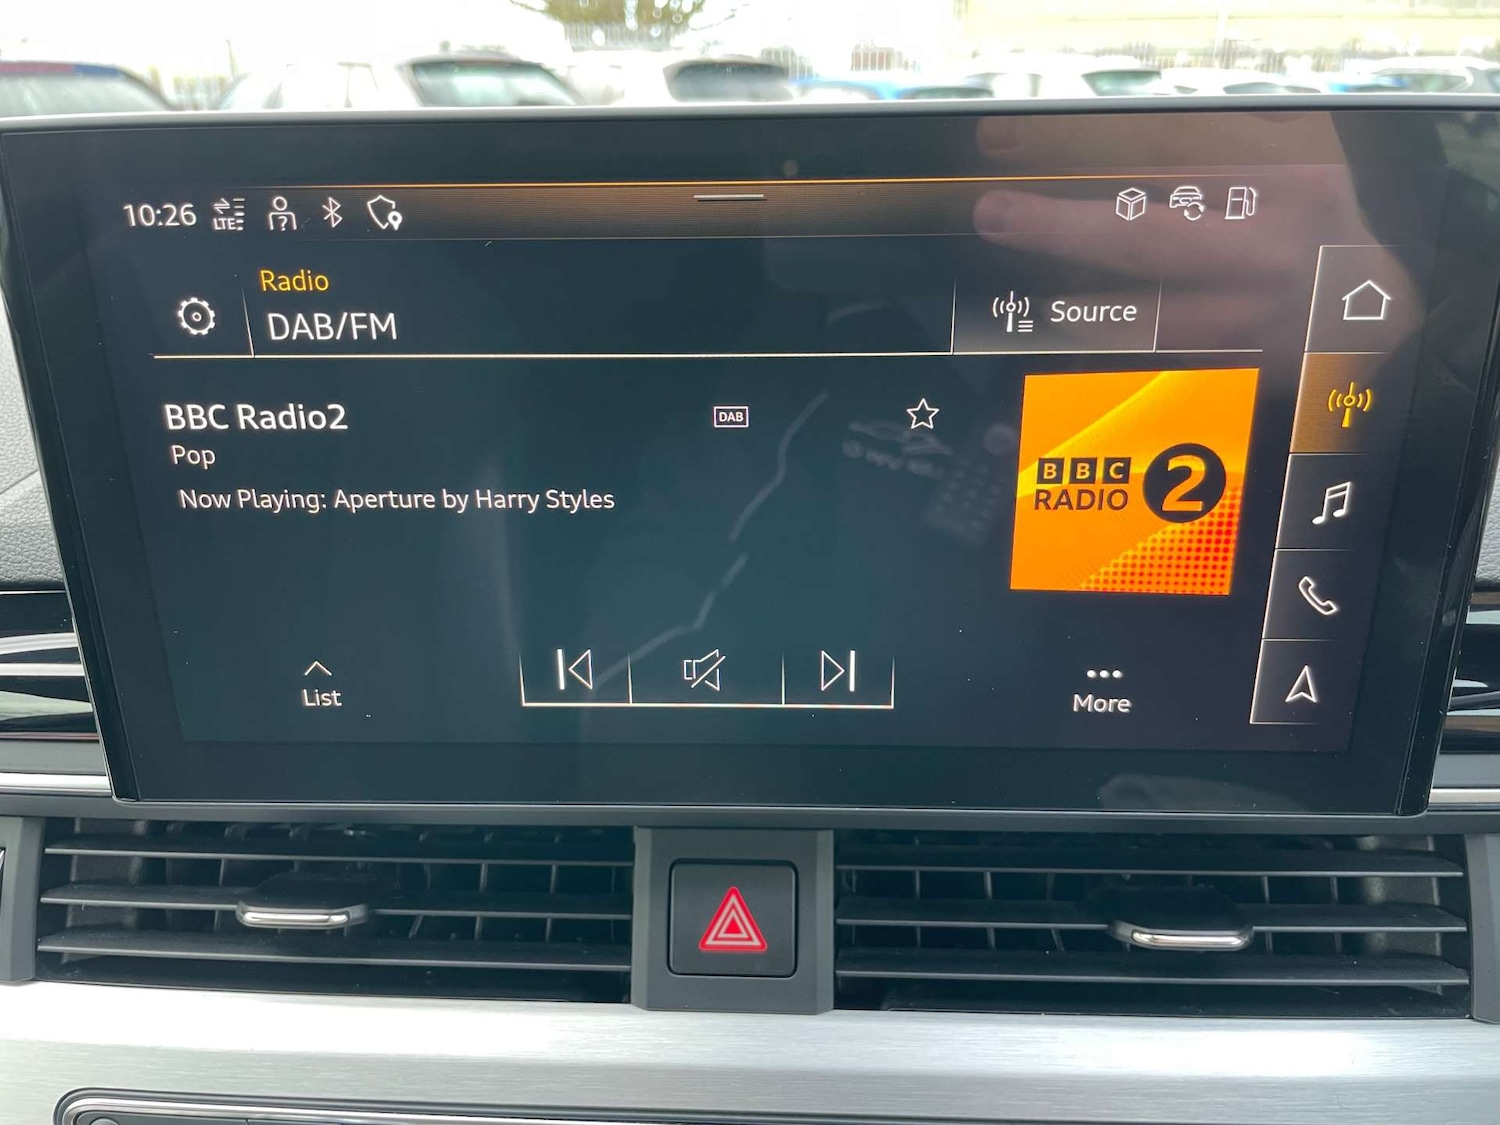 10:26 LTE
Radio
DAB/FM
Source
BBC Radio2
DAB
Pop
Now Playing: Aperture by Harry Styles
BBC
RADIO 2
List
More